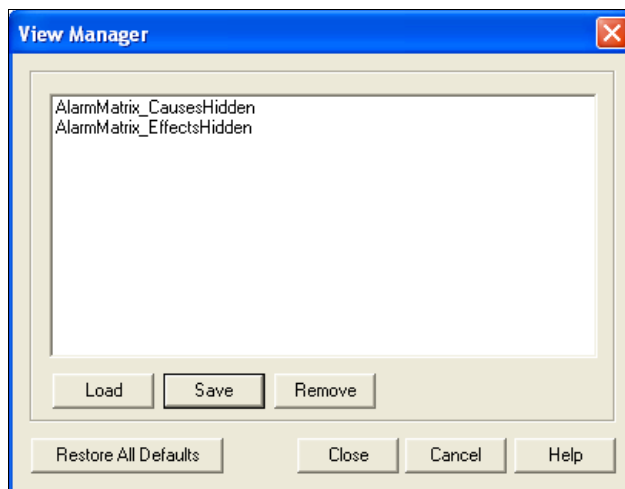 View Manager
AlarmMatrix_CausesHidden
AlarmMatrix_EffectsHidden
Load Save Remove
Restore All Defaults Close Cancel Help